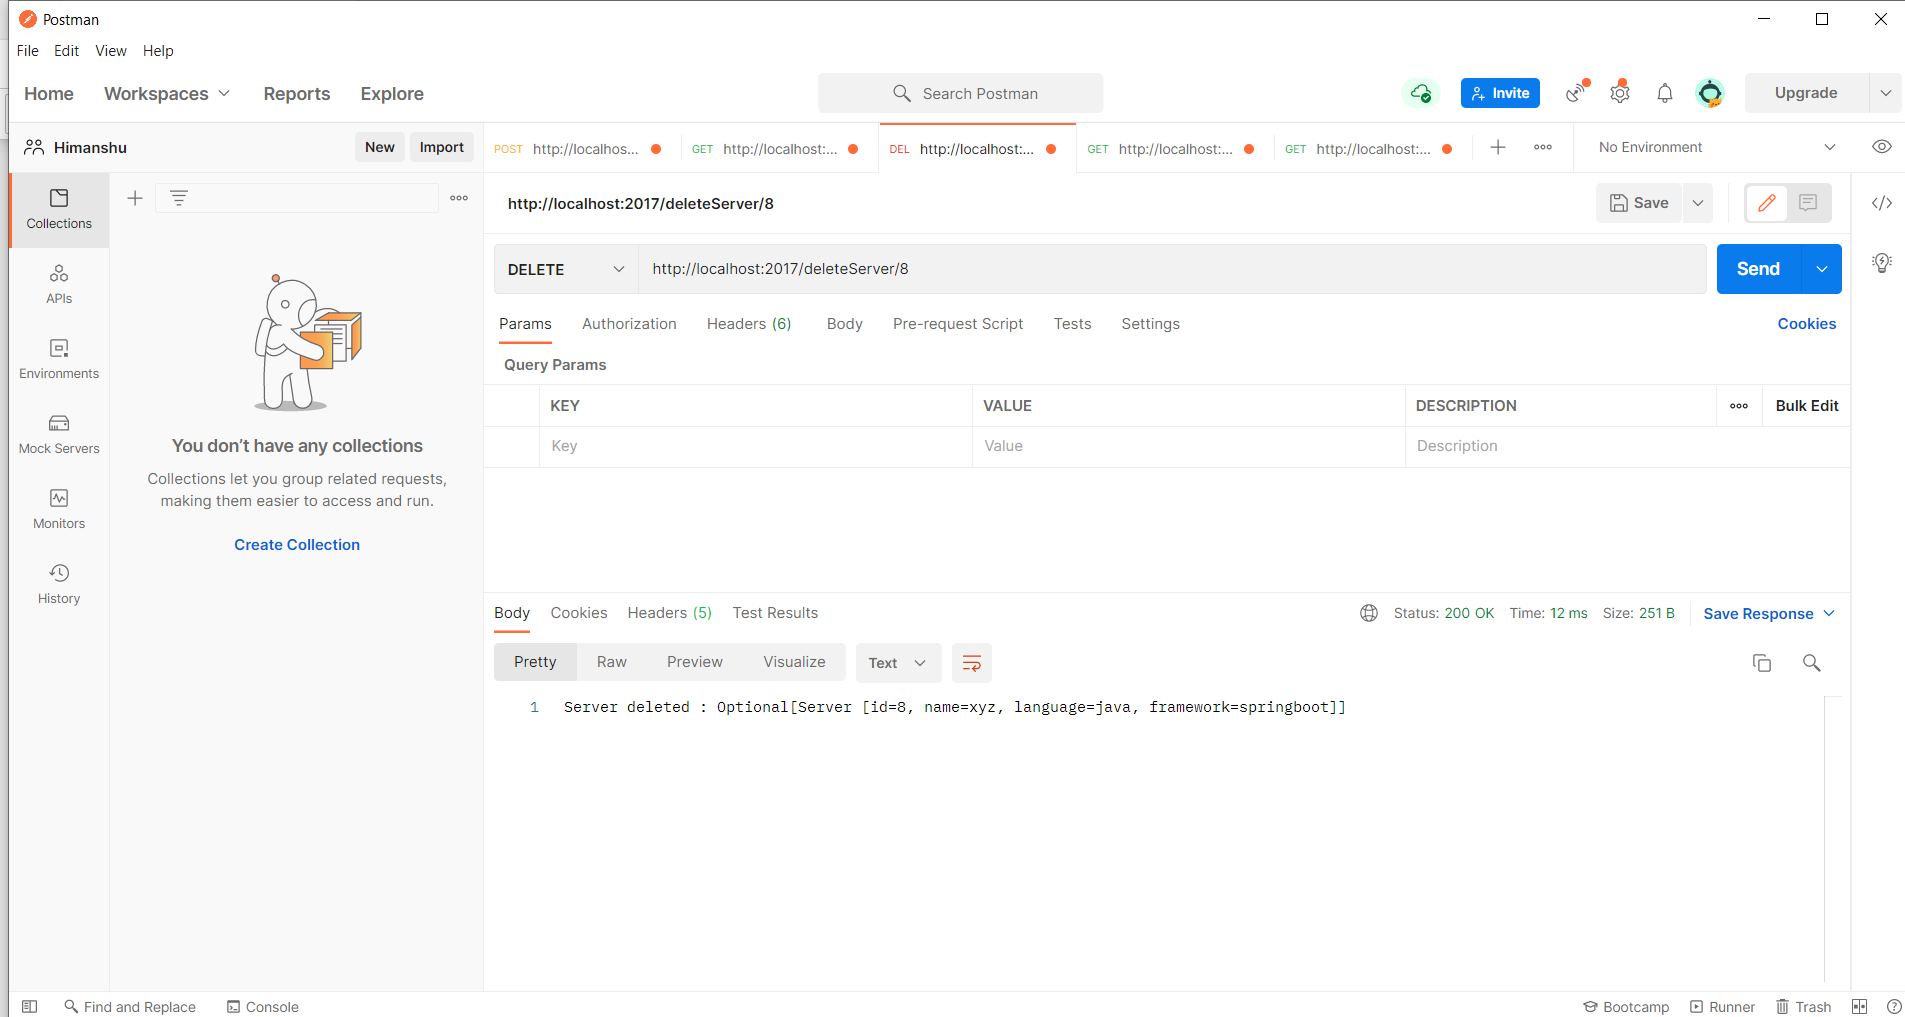 Postman
File Edit View Help
Home Workspaces Reports Explore
Search Postman
Invite
Upgrade
Himanshu
New Import
POST http://localhos...
GET http://localhost:...
DEL http://localhost:...
GET http://localhost:...
GET http://localhost:...
No Environment
Collections
APIs
Environments
Mock Servers
Monitors
History
You don’t have any collections
Collections let you group related requests,
making them easier to access and run.
Create Collection
http://localhost:2017/deleteServer/8
Save
DELETE http://localhost:2017/deleteServer/8
Send
Params Authorization Headers (6) Body Pre-request Script Tests Settings
Cookies
Query Params
KEY VALUE DESCRIPTION
Bulk Edit
Key Value Description
Body Cookies Headers (5) Test Results
Status: 200 OK Time: 12 ms Size: 251 B
Save Response
Pretty Raw Preview Visualize
Text
1 Server deleted : Optional[Server [id=8, name=xyz, language=java, framework=springboot]]
Find and Replace Console
Bootcamp Runner Trash